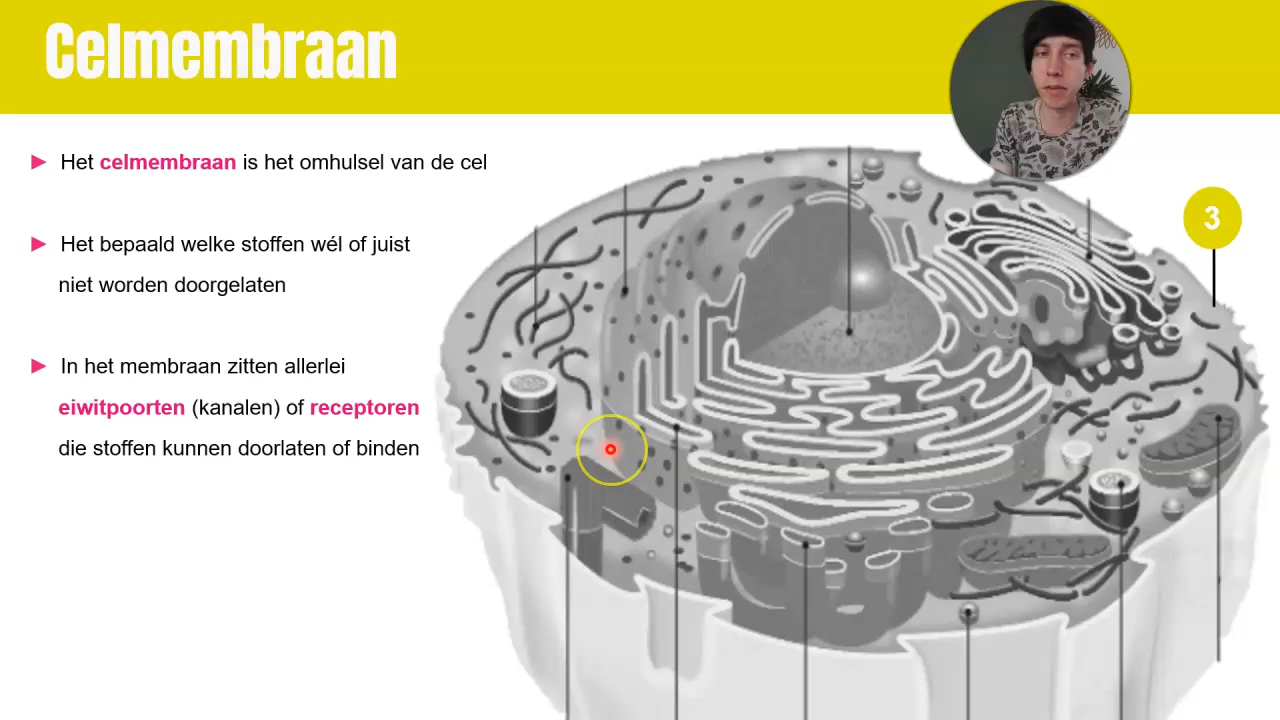 Celmembraan
Het celmembraan is het omhulsel van de cel
Het bepaald welke stoffen wél of juist
niet worden doorgelaten
In het membraan zitten allerlei
eiwitpoorten (kanalen) of receptoren
die stoffen kunnen doorlaten of binden
3